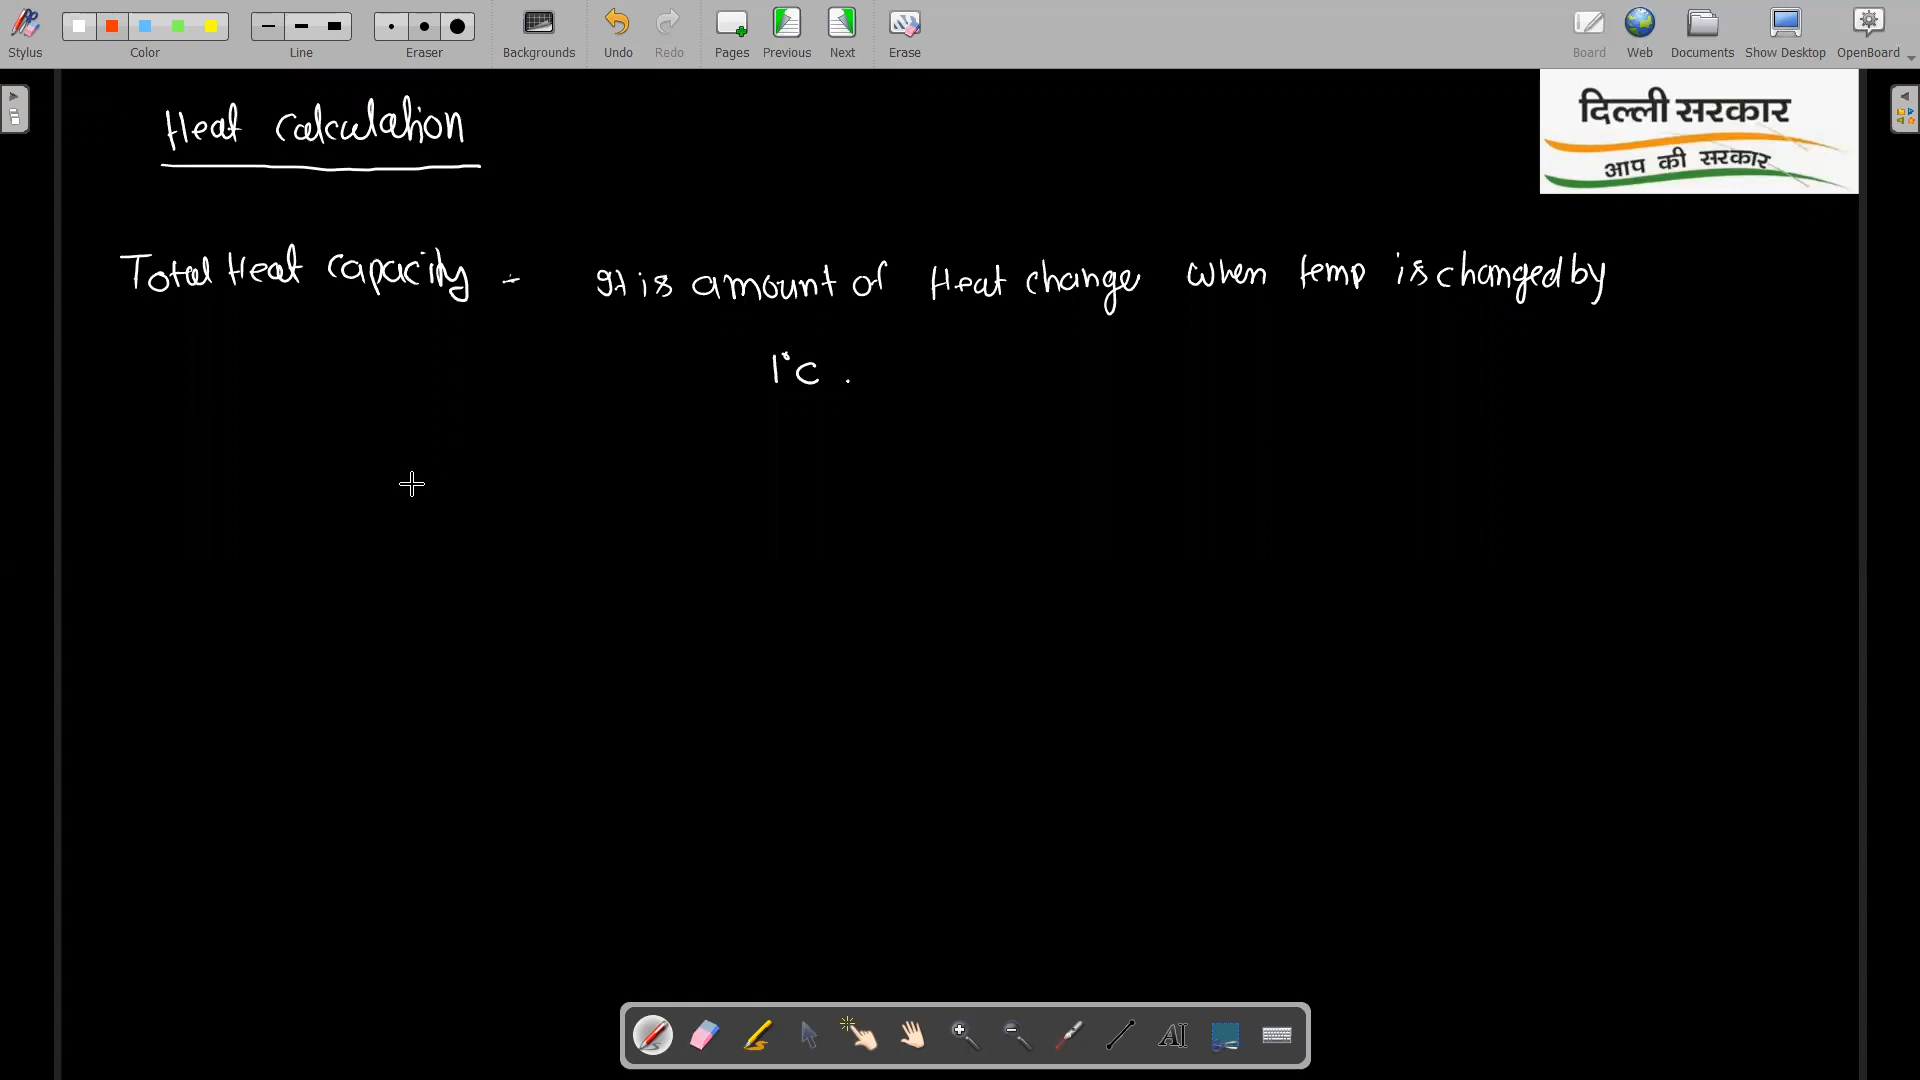 Stylus Color Line Eraser Backgrounds Undo Redo Pages Previous Next Erase Board Web Documents Show Desktop OpenBoard
Heat calculation
दिल्ली सरकार
आप की सरकार
Total Heat capacity - It is amount of Heat change when temp is changed by
1°C .
AI